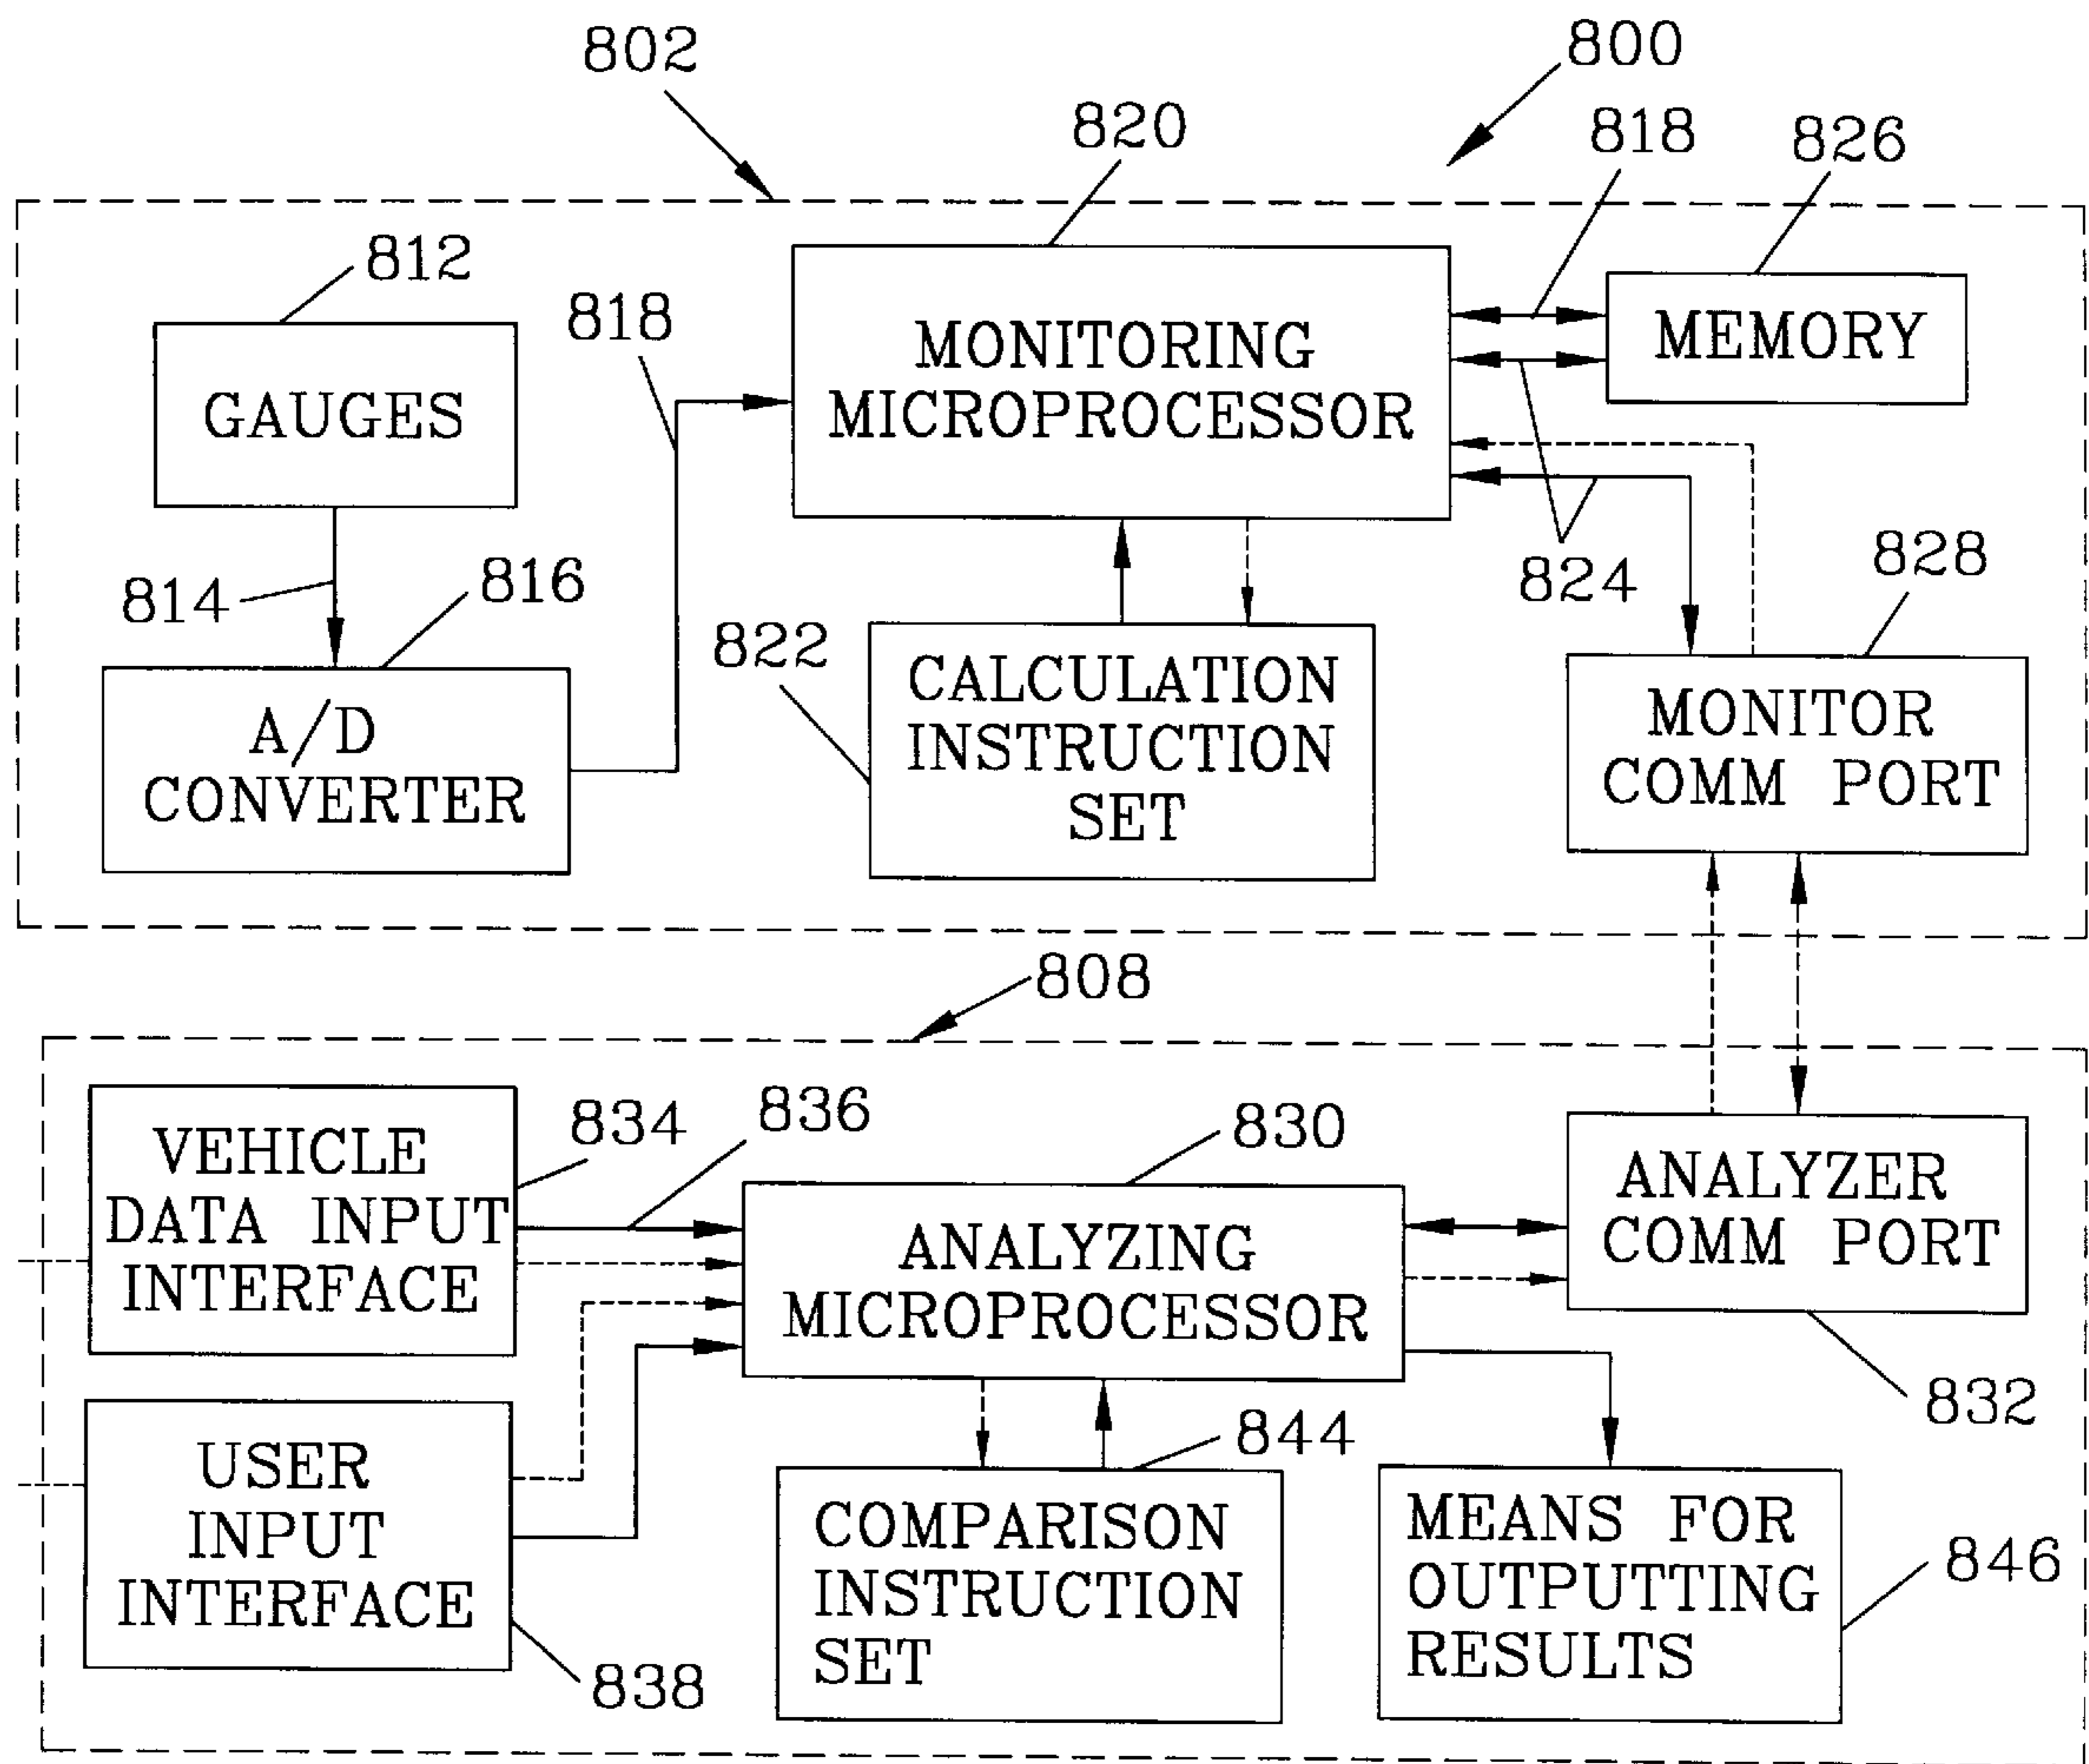 802
800
820
818
826
812
818
GAUGES
MONITORING
MICROPROCESSOR
MEMORY
814
816
824
828
822
A/D
CONVERTER
CALCULATION
INSTRUCTION
SET
MONITOR
COMM PORT
808
834
836
830
VEHICLE
DATA INPUT
INTERFACE
ANALYZING
MICROPROCESSOR
ANALYZER
COMM PORT
832
844
USER
INPUT
INTERFACE
838
COMPARISON
INSTRUCTION
SET
MEANS FOR
OUTPUTTING
RESULTS
846